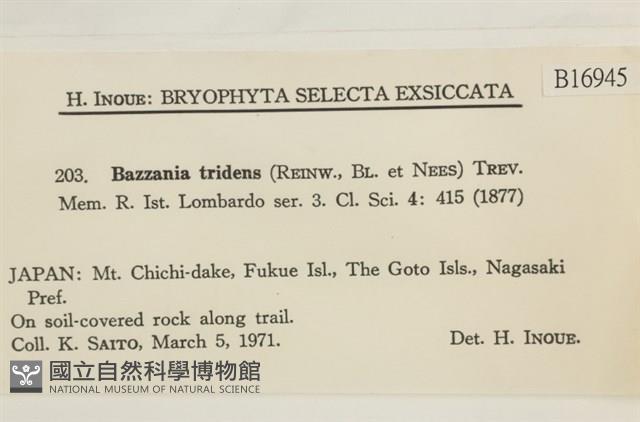 B16945
H. INOUE: BRYOPHYTA SELECTA EXSICCATA
203. Bazzania tridens (REINW., BL. et NEES) TREV.
Mem. R. Ist. Lombardo ser. 3. Cl. Sci. 4: 415 (1877)
JAPAN: Mt. Chichi-dake, Fukue Isl., The Goto Isls., Nagasaki
Pref.
On soil-covered rock along trail.
Coll. K. SAITO, March 5, 1971. Det. H. INOUE.
國立自然科學博物館
NATIONAL MUSEUM OF NATURAL SCIENCE